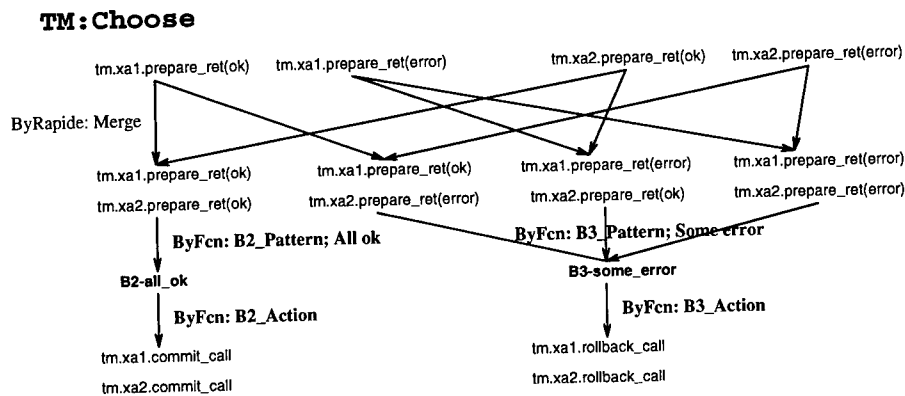 TM:Choose
tm.xa1.prepare_ret(ok) tm.xa1.prepare_ret(error) tm.xa2.prepare_ret(ok) tm.xa2.prepare_ret(error)
ByRapide: Merge
tm.xa1.prepare_ret(ok) tm.xa1.prepare_ret(ok) tm.xa1.prepare_ret(error) tm.xa1.prepare_ret(error)
tm.xa2.prepare_ret(ok) tm.xa2.prepare_ret(error) tm.xa2.prepare_ret(ok) tm.xa2.prepare_ret(error)
ByFcn: B2_Pattern; All ok ByFcn: B3_Pattern; Some error
B2-all_ok B3-some_error
ByFcn: B2_Action ByFcn: B3_Action
tm.xa1.commit_call tm.xa1.rollback_call
tm.xa2.commit_call tm.xa2.rollback_call